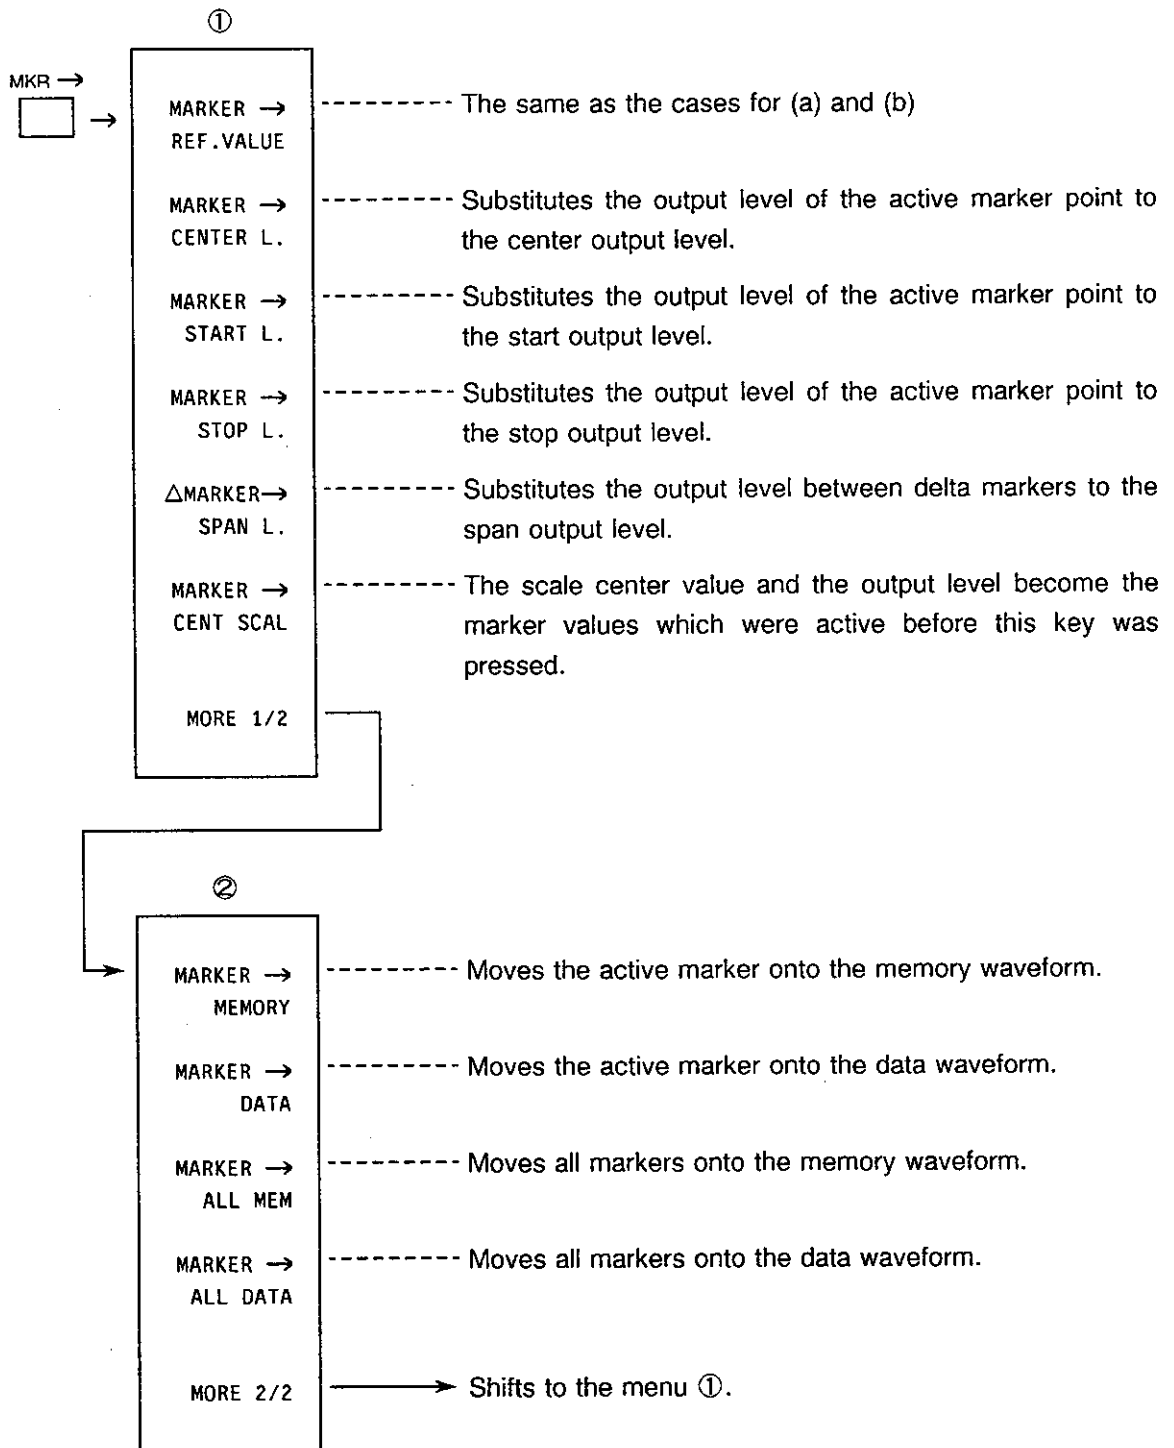 ①
MKR →
→
MARKER → --------- The same as the cases for (a) and (b)
REF.VALUE
MARKER → --------- Substitutes the output level of the active marker point to
CENTER L. the center output level.
MARKER → --------- Substitutes the output level of the active marker point to
START L. the start output level.
MARKER → --------- Substitutes the output level of the active marker point to
STOP L. the stop output level.
△MARKER→ --------- Substitutes the output level between delta markers to the
SPAN L. span output level.
MARKER → --------- The scale center value and the output level become the
CENT SCAL marker values which were active before this key was
pressed.
MORE 1/2
②
MARKER → --------- Moves the active marker onto the memory waveform.
MEMORY
MARKER → --------- Moves the active marker onto the data waveform.
DATA
MARKER → --------- Moves all markers onto the memory waveform.
ALL MEM
MARKER → --------- Moves all markers onto the data waveform.
ALL DATA
MORE 2/2 → Shifts to the menu ①.